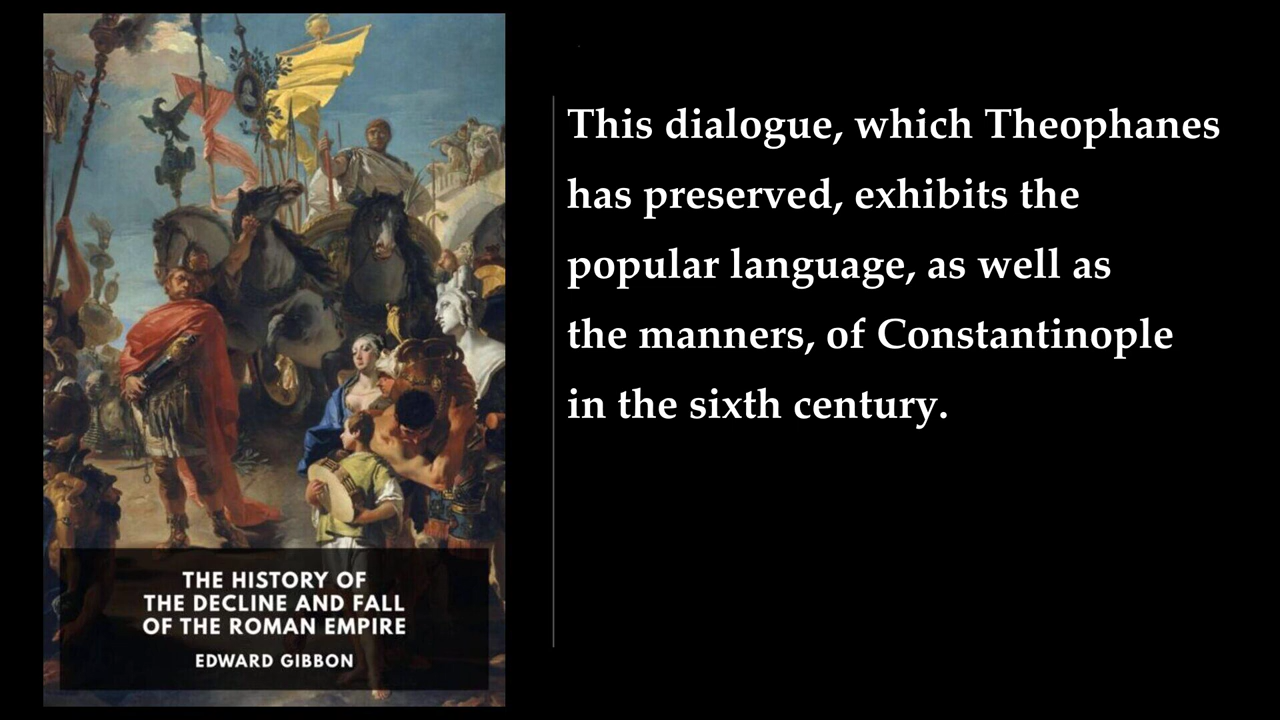 This dialogue, which Theophanes
has preserved, exhibits the
popular language, as well as
the manners, of Constantinople
in the sixth century.
THE HISTORY OF
THE DECLINE AND FALL
OF THE ROMAN EMPIRE
EDWARD GIBBON